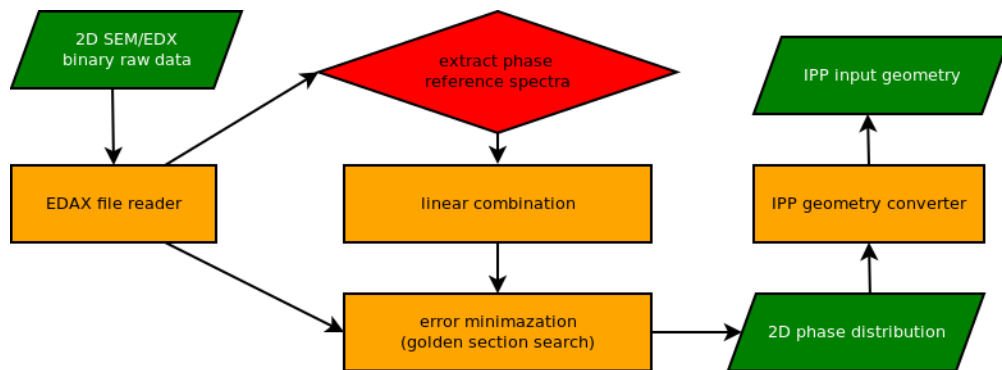 2D SEM/EDX
binary raw data
extract phase
reference spectra
IPP input geometry
EDAX file reader
linear combination
IPP geometry converter
error minimazation
(golden section search)
2D phase distribution